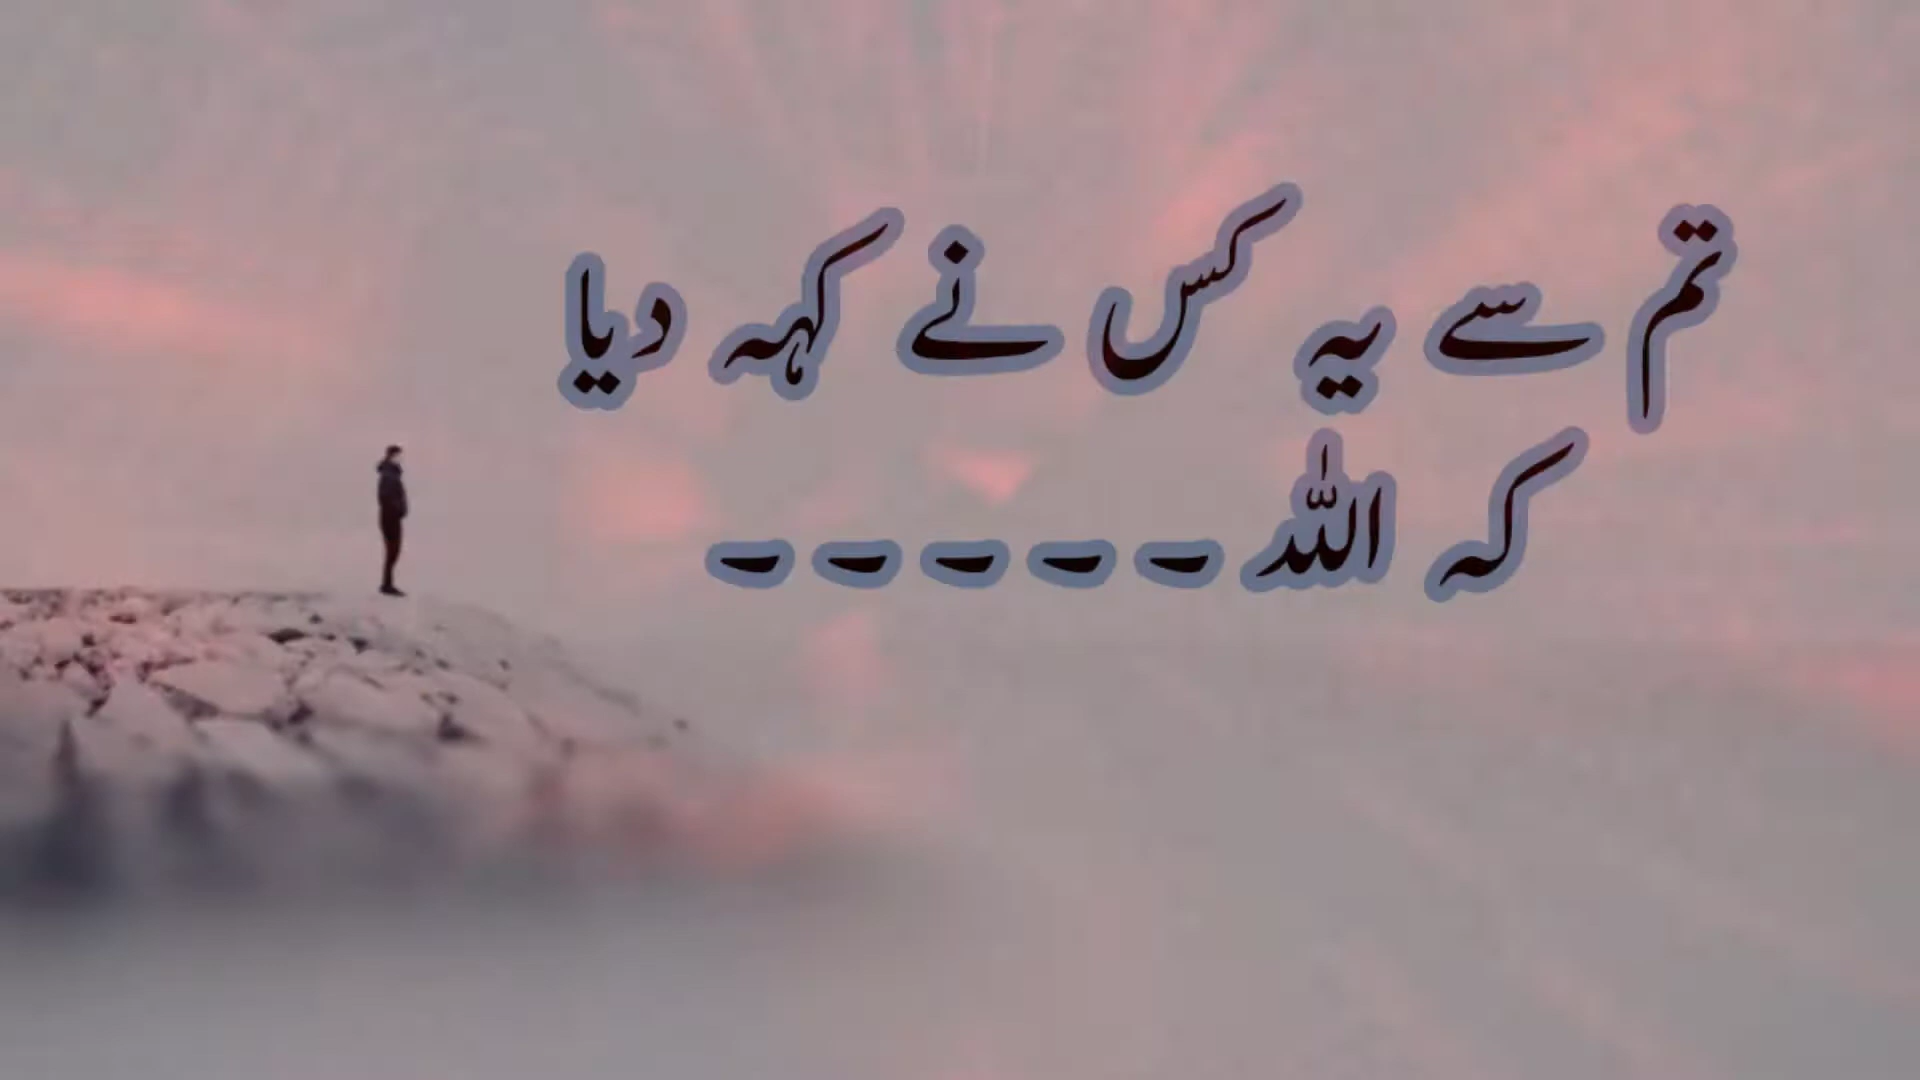 تم سے یہ کس نے کہہ دیا
کہ اللہ ۔ ۔ ۔ ۔ ۔